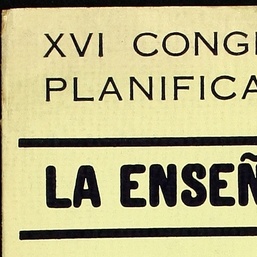 XVI CONG
PLANIFICA
LA ENSEÑ